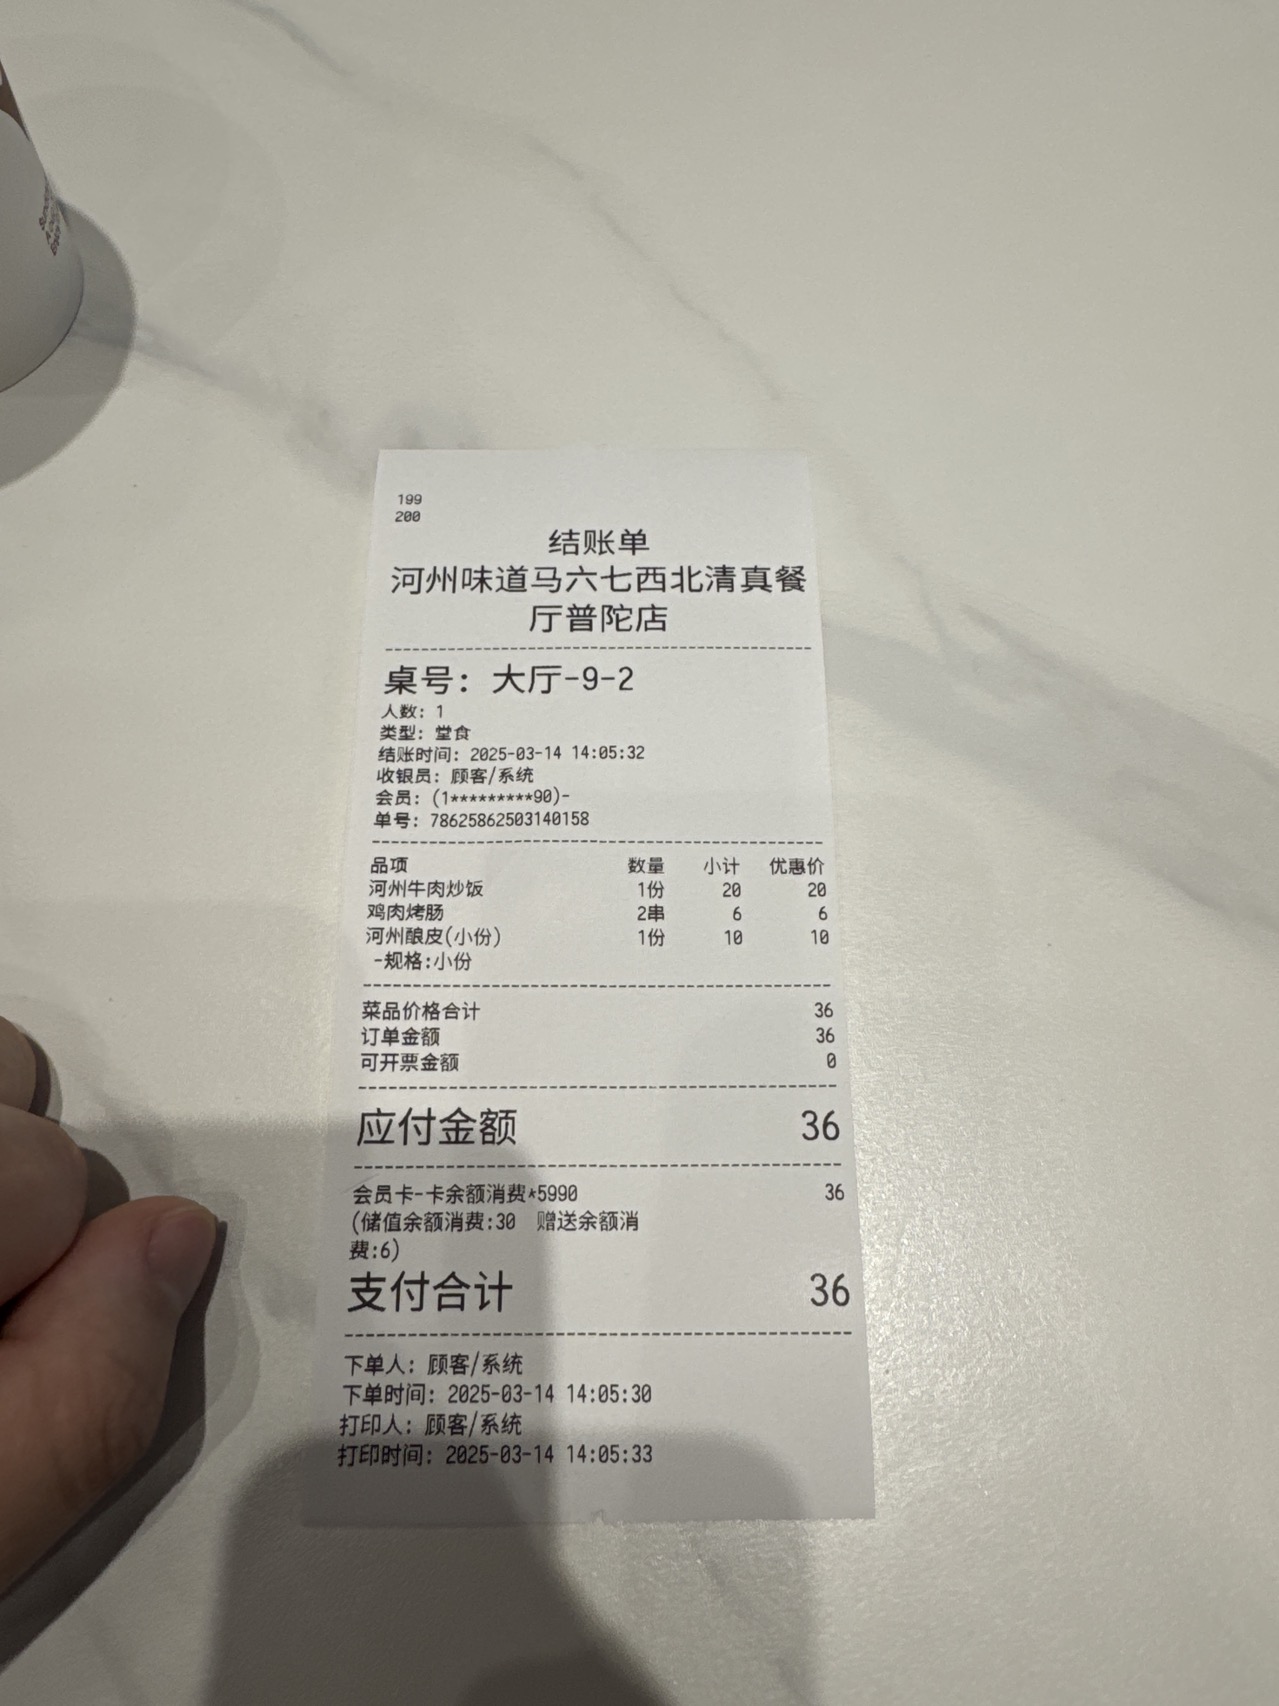 199
200
结账单
河州味道马六七西北清真餐
厅普陀店
桌号：大厅-9-2
人数：1
类型：堂食
结账时间：2025-03-14 14:05:32
收银员：顾客/系统
会员：(1*********90)-
单号：78625862503140158
品项 数量 小计 优惠价
河州牛肉炒饭 1份 20 20
鸡肉烤肠 2串 6 6
河州酿皮(小份) 1份 10 10
-规格:小份
菜品价格合计 36
订单金额 36
可开票金额 0
应付金额 36
会员卡-卡余额消费*5990 36
(储值余额消费:30 赠送余额消
费:6)
支付合计 36
下单人：顾客/系统
下单时间：2025-03-14 14:05:30
打印人：顾客/系统
打印时间：2025-03-14 14:05:33